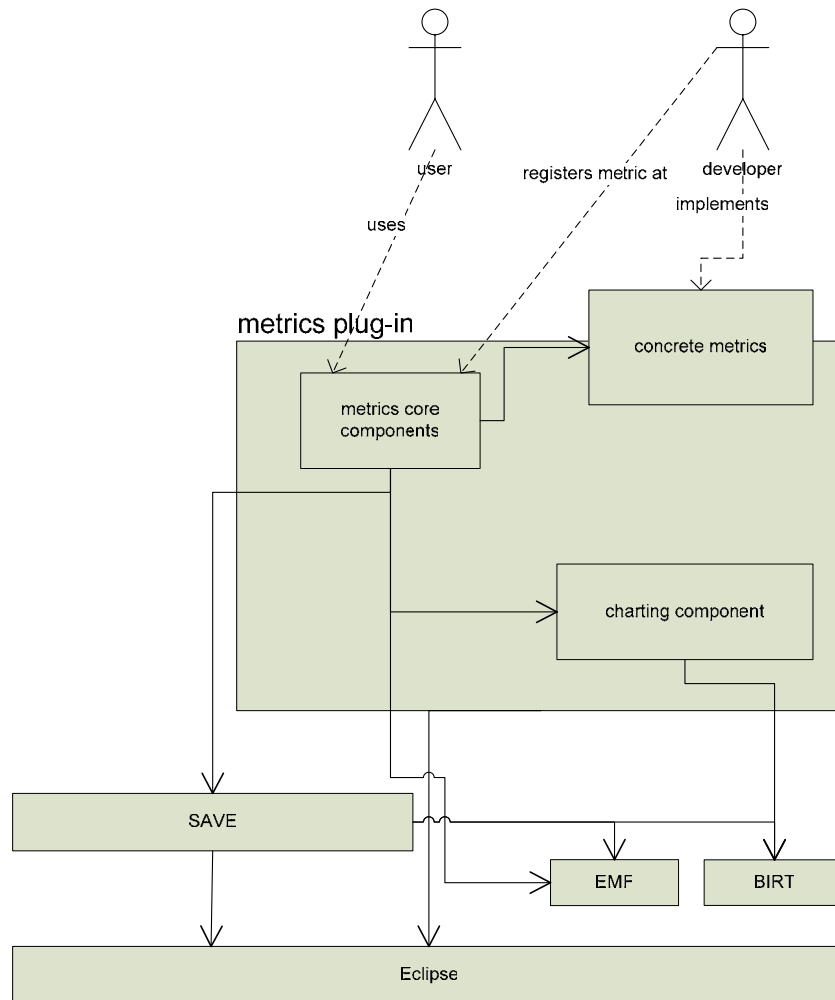 user
developer
registers metric at
implements
uses
metrics plug-in
concrete metrics
metrics core
components
charting component
SAVE
EMF
BIRT
Eclipse